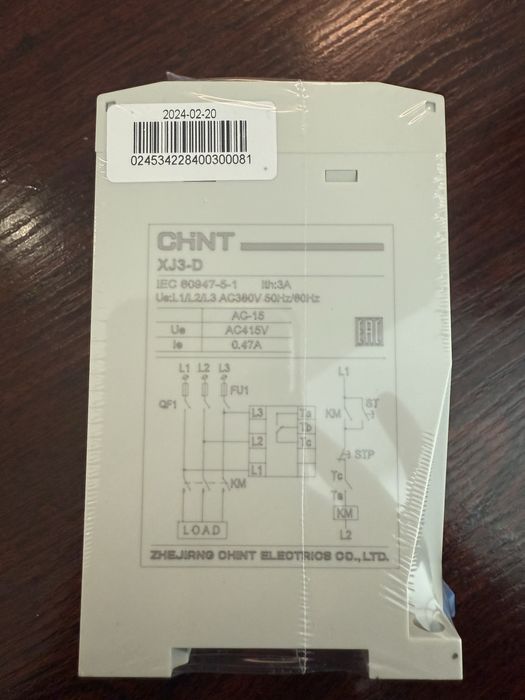 2024-02-20
024534228400300081
CHNT
XJ3-D
IEC 60947-5-1 Ith:3A
Us:L1/L2/L3 AC380V 50Hz/60Hz
AC-15
Ue AC415V
Ie 0.47A
EAC
L1 L2 L3
L1
QF1
FU1
KM
ST
L3 Ta
Tb
L2 Tc
STP
L1
Tc
KM
Ta
KM
LOAD
L2
ZHEJIANG CHINT ELECTRICS CO.,LTD.